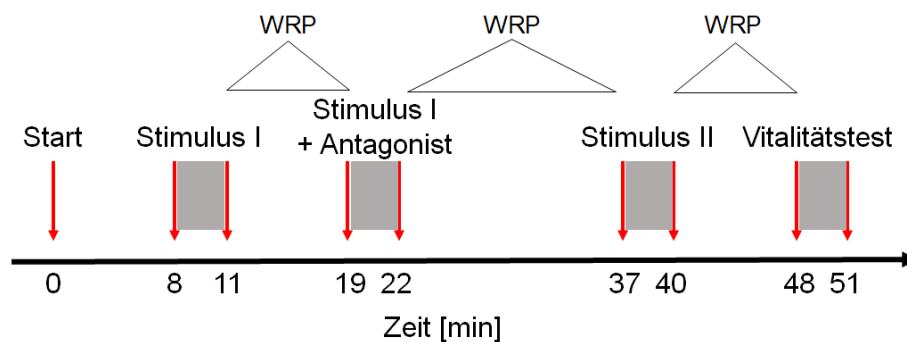 WRP WRP WRP
Start Stimulus I Stimulus I + Antagonist Stimulus II Vitalitätstest
0 8 11 19 22 37 40 48 51
Zeit [min]